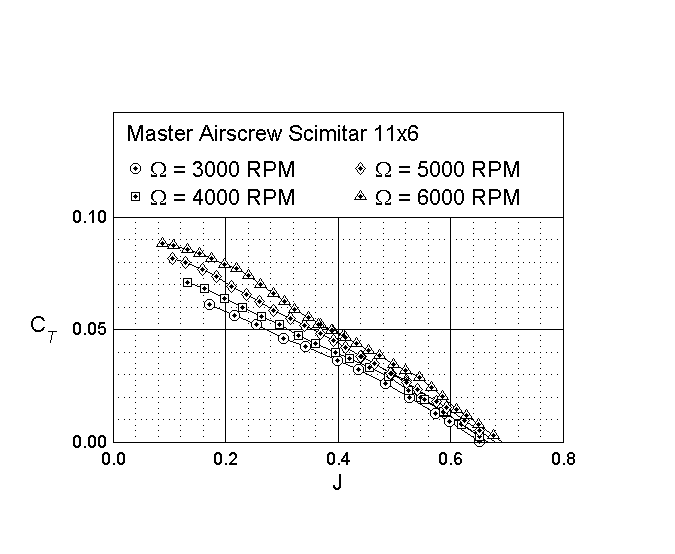 Master Airscrew Scimitar 11x6
Ω = 3000 RPM Ω = 5000 RPM
Ω = 4000 RPM Ω = 6000 RPM
0.10
0.05
C_T
0.00
0.0 0.2 0.4 0.6 0.8
J